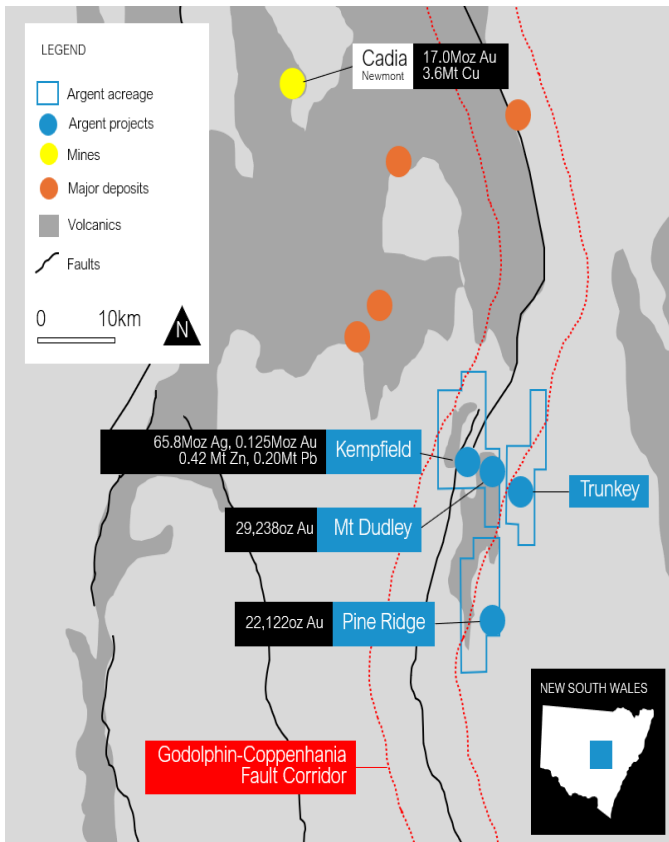 LEGEND
Argent acreage
Argent projects
Mines
Major deposits
Volcanics
Faults
0 10km
N
Cadia
Newmont
17.0Moz Au
3.6Mt Cu
65.8Moz Ag, 0.125Moz Au
0.42 Mt Zn, 0.20Mt Pb
Kempfield
Trunkey
29,238oz Au
Mt Dudley
22,122oz Au
Pine Ridge
Godolphin-Coppenhania
Fault Corridor
NEW SOUTH WALES